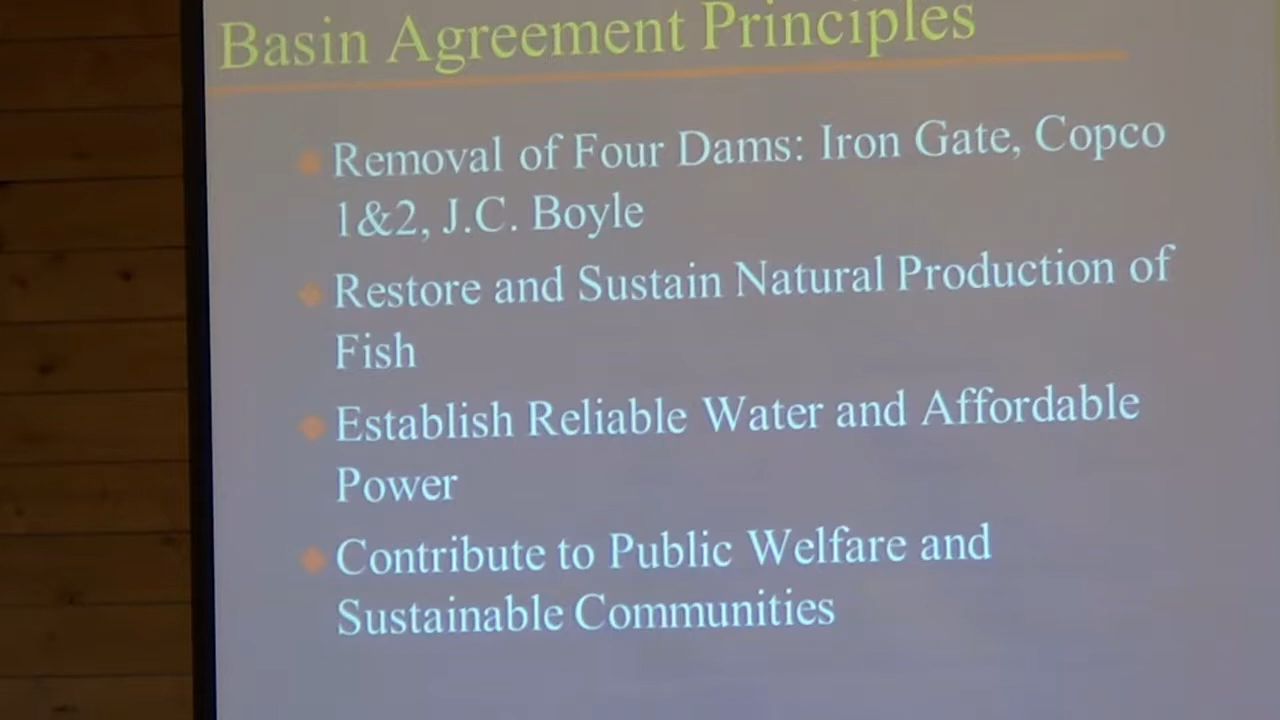 Basin Agreement Principles
Removal of Four Dams: Iron Gate, Copco
1&2, J.C. Boyle
Restore and Sustain Natural Production of
Fish
Establish Reliable Water and Affordable
Power
Contribute to Public Welfare and
Sustainable Communities